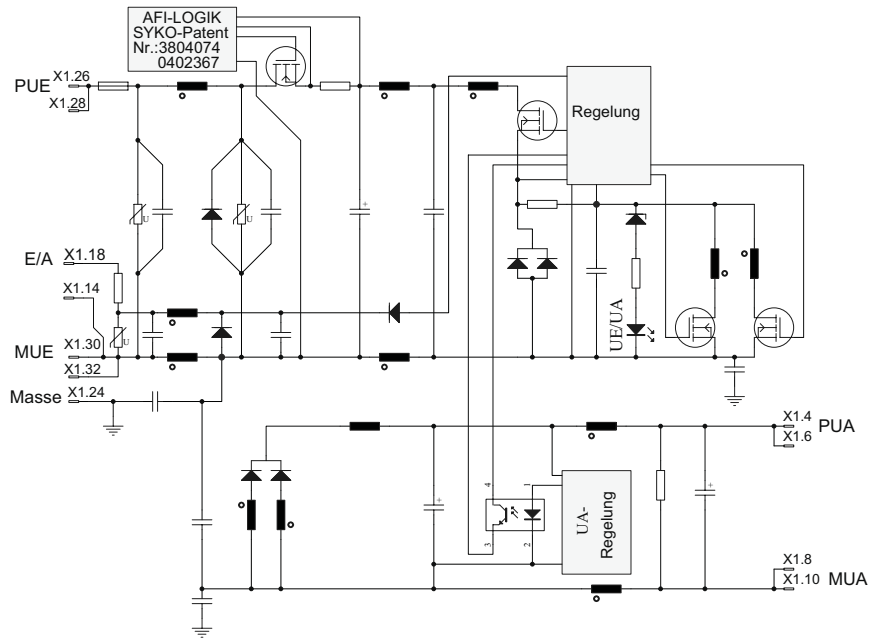 AFI-LOGIK
SYKO-Patent
Nr.:3804074
0402367
PUE
X1.26
X1.28
Regelung
U
U
E/A
X1.18
X1.14
UE/UA
MUE
X1.30
U
X1.32
Masse
X1.24
X1.4
PUA
X1.6
4
1
UA-
Regelung
3
2
X1.8
X1.10
MUA
+
+
+